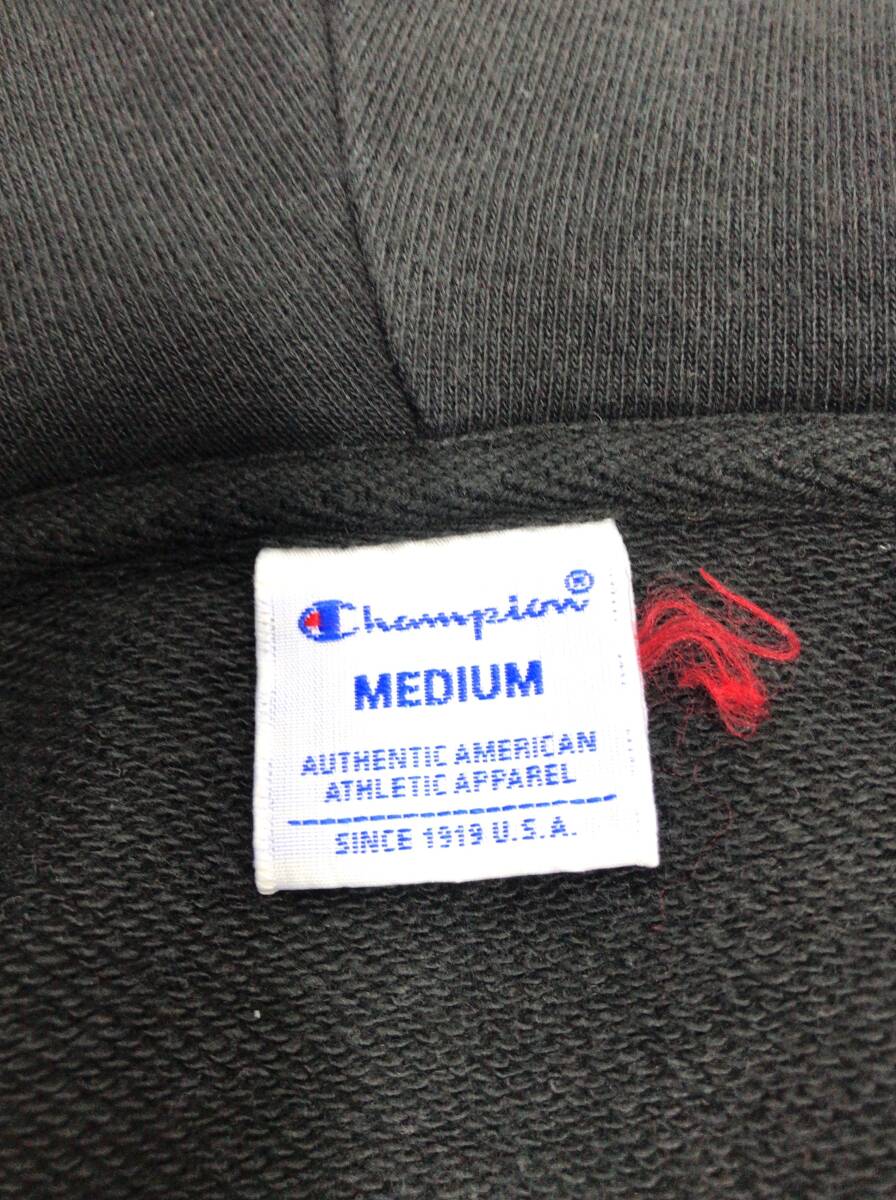 Champion®
MEDIUM
AUTHENTIC AMERICAN
ATHLETIC APPAREL
SINCE 1919 U.S.A.